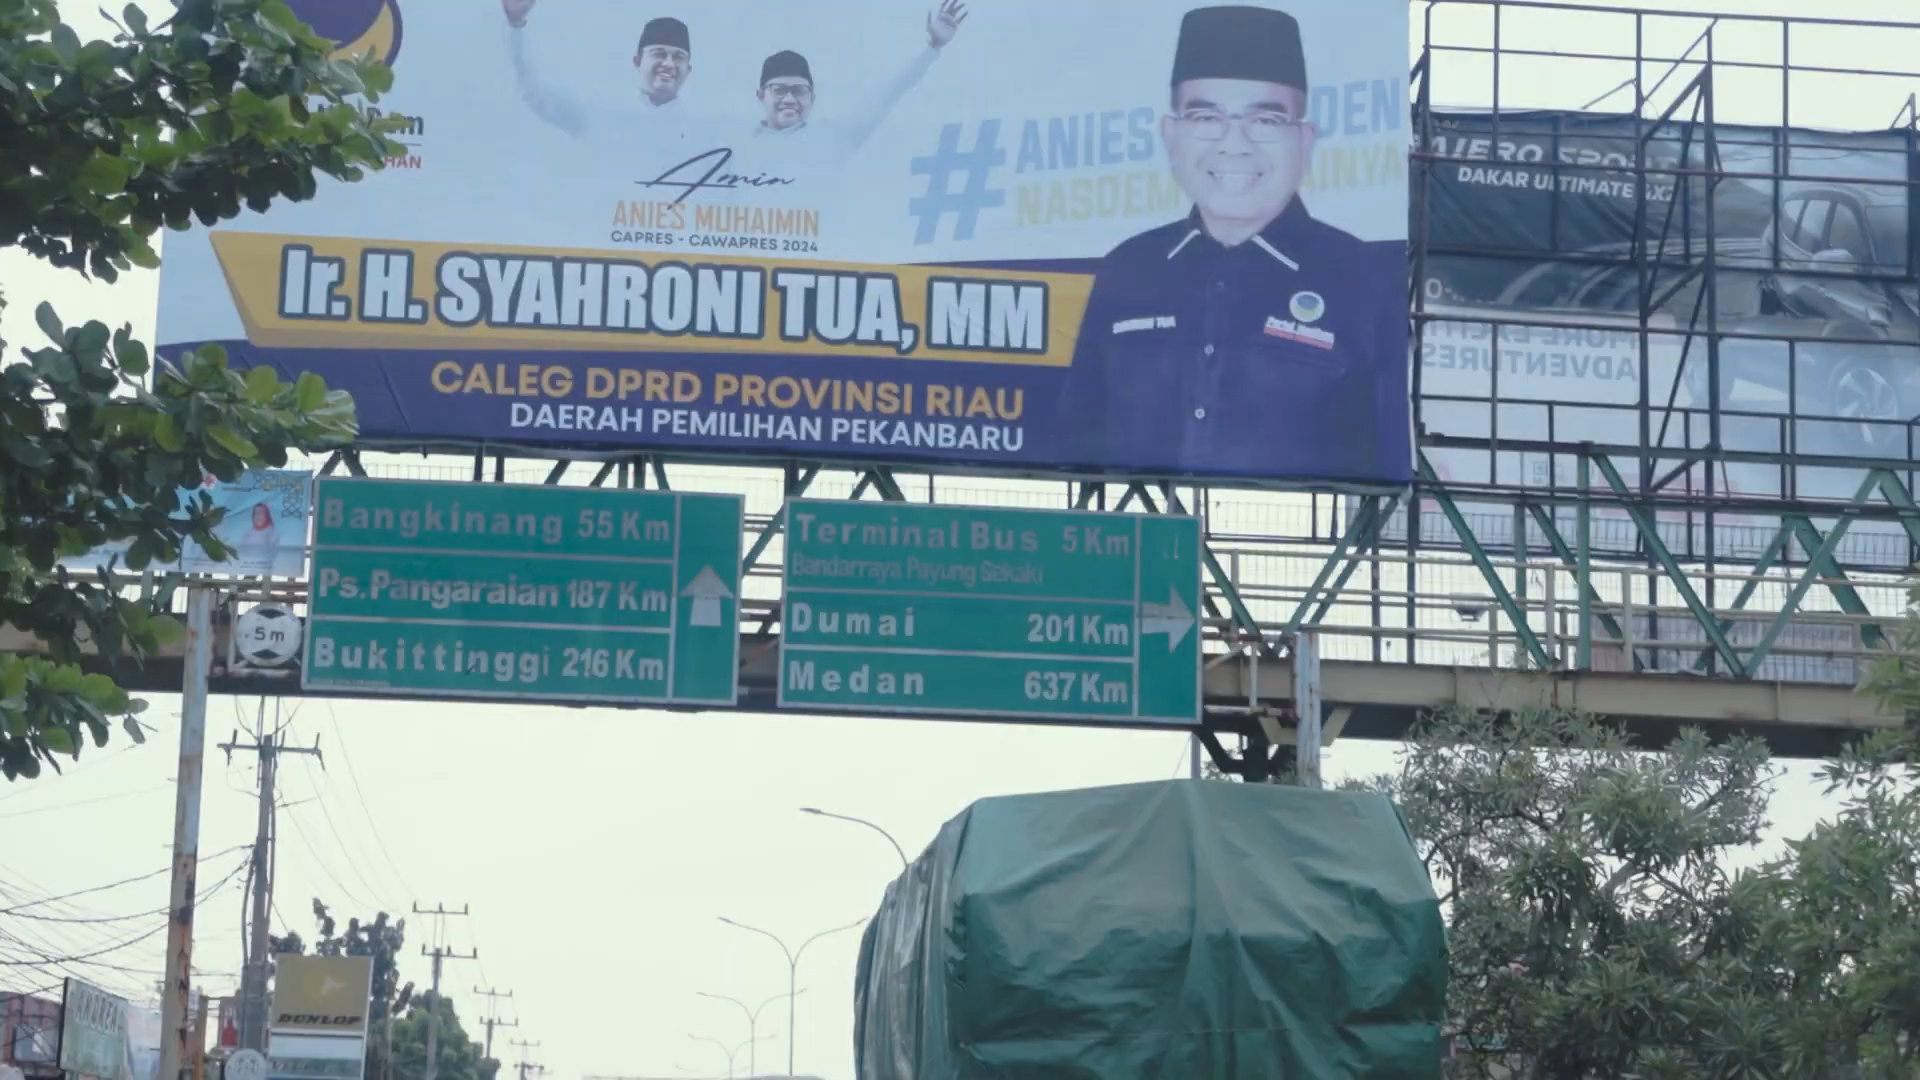 #ANIES
NASDEM
Amin
ANIES MUHAIMIN
CAPRES - CAWAPRES 2024
Ir. H. SYAHRONI TUA, MM
CALEG DPRD PROVINSI RIAU
DAERAH PEMILIHAN PEKANBARU
DAKAR ULTIMATE 4X2
ADVENTURES
Bangkinang 55 Km
Ps. Pangaraian 187 Km
Bukittinggi 216 Km
Terminal Bus 5 Km
Bandarraya Payung Sekaki
Dumai 201 Km
Medan 637 Km
5 m
DUNLOP